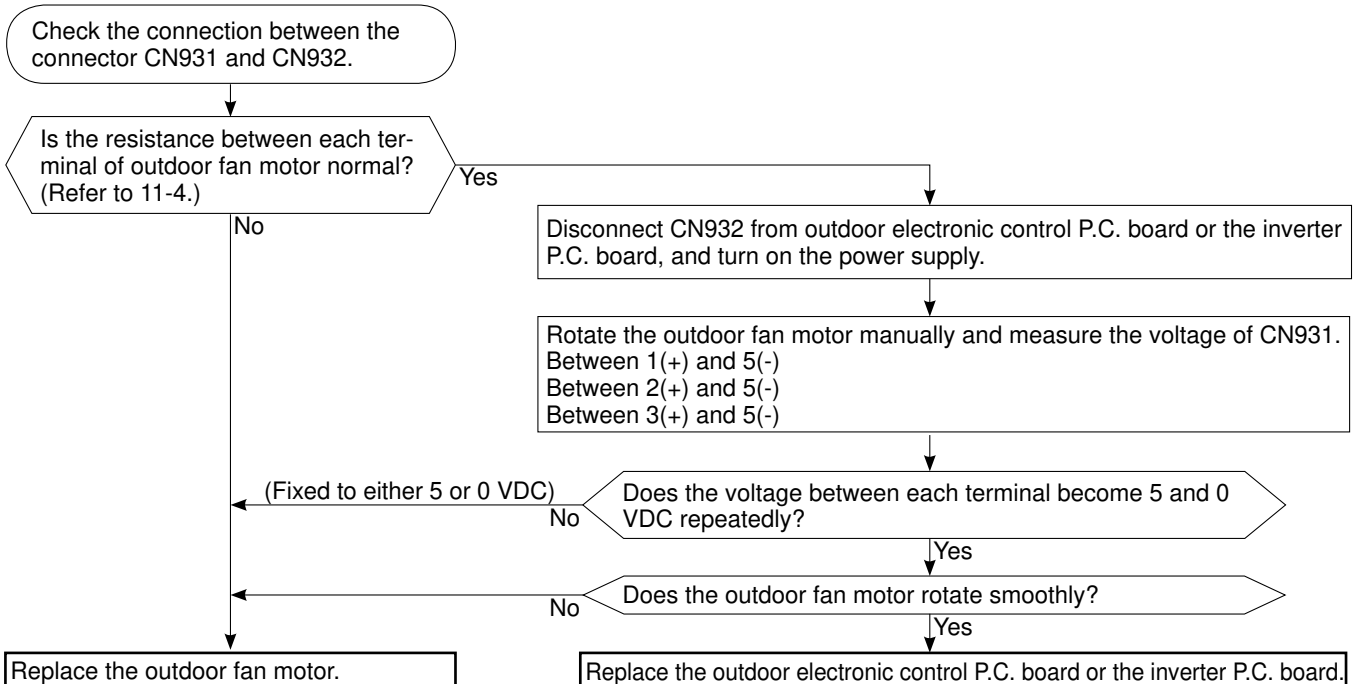 Check the connection between the
connector CN931 and CN932.
Is the resistance between each ter-
minal of outdoor fan motor normal?
(Refer to 11-4.)
Yes
No
Disconnect CN932 from outdoor electronic control P.C. board or the inverter
P.C. board, and turn on the power supply.
Rotate the outdoor fan motor manually and measure the voltage of CN931.
Between 1(+) and 5(-)
Between 2(+) and 5(-)
Between 3(+) and 5(-)
(Fixed to either 5 or 0 VDC)
No
Does the voltage between each terminal become 5 and 0
VDC repeatedly?
Yes
No
Does the outdoor fan motor rotate smoothly?
Yes
Replace the outdoor fan motor.
Replace the outdoor electronic control P.C. board or the inverter P.C. board.